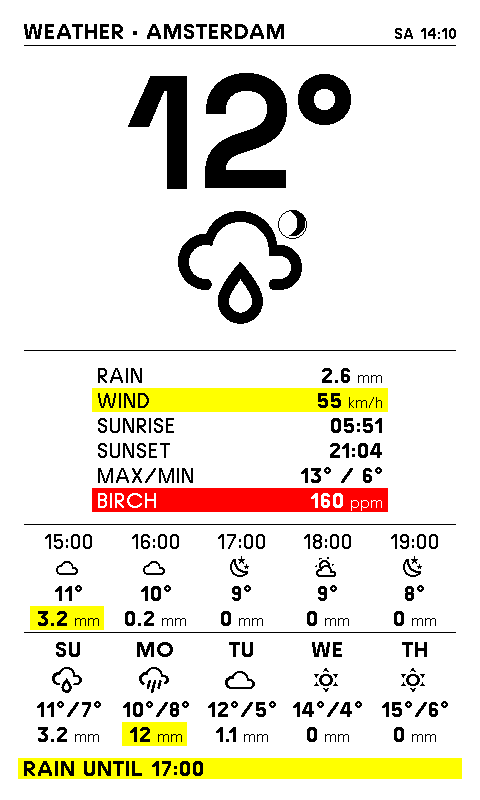 WEATHER · AMSTERDAM SA 14:10
12°
RAIN 2.6 mm
WIND 55 km/h
SUNRISE 05:51
SUNSET 21:04
MAX/MIN 13° / 6°
BIRCH 160 ppm
15:00 16:00 17:00 18:00 19:00
11° 10° 9° 9° 8°
3.2 mm 0.2 mm 0 mm 0 mm 0 mm
SU MO TU WE TH
11°/7° 10°/8° 12°/5° 14°/4° 15°/6°
3.2 mm 12 mm 1.1 mm 0 mm 0 mm
RAIN UNTIL 17:00